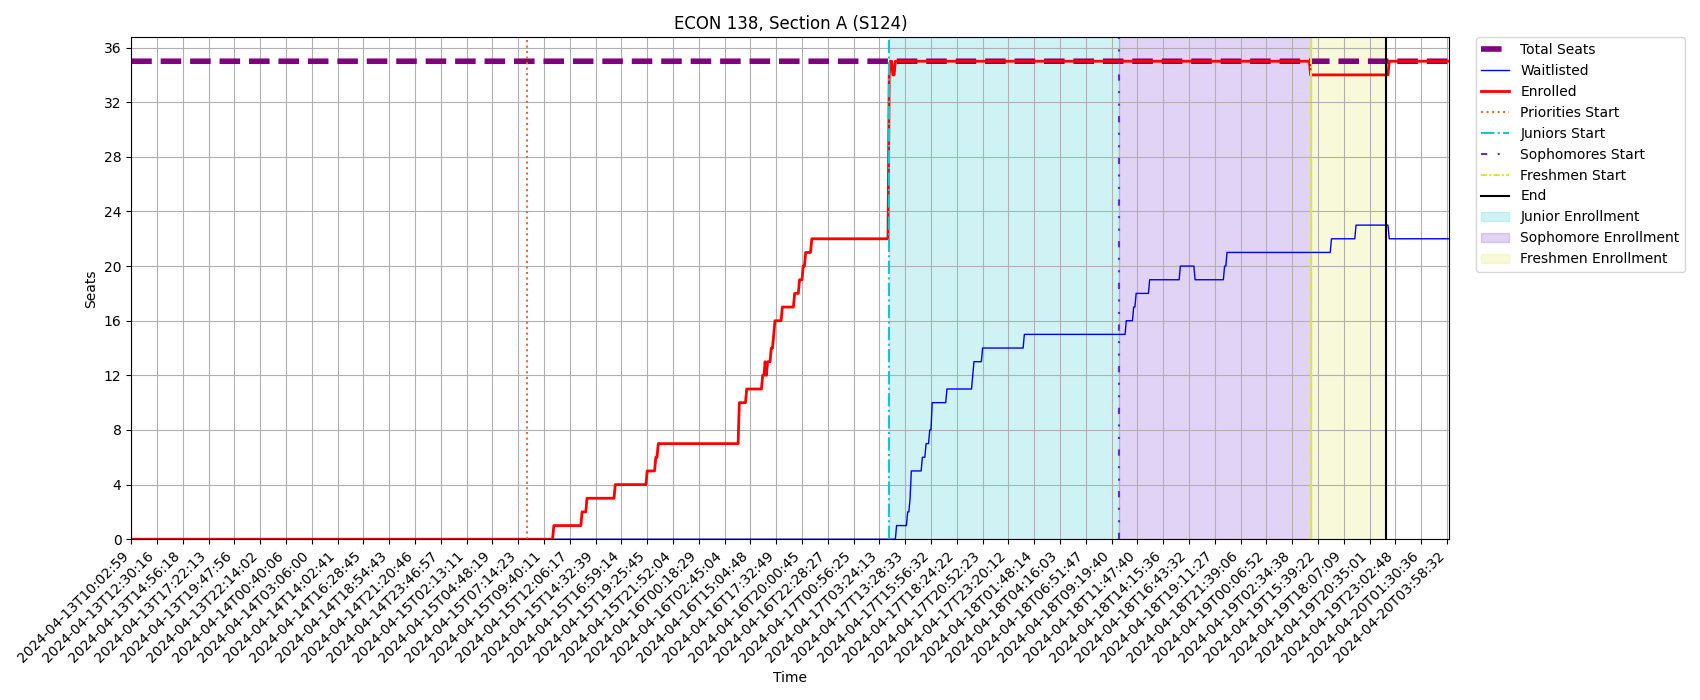 ECON 138, Section A (S124)
Seats
36
32
28
24
20
16
12
8
4
0
2024-04-13T10:02:59
2024-04-13T12:30:16
2024-04-13T14:56:18
2024-04-13T17:22:13
2024-04-13T19:47:56
2024-04-13T22:14:02
2024-04-14T00:40:06
2024-04-14T03:06:00
2024-04-14T14:02:41
2024-04-14T16:28:45
2024-04-14T18:54:43
2024-04-14T21:20:46
2024-04-14T23:46:57
2024-04-15T02:13:11
2024-04-15T04:48:19
2024-04-15T07:14:23
2024-04-15T09:40:11
2024-04-15T12:06:17
2024-04-15T14:32:39
2024-04-15T16:59:14
2024-04-15T19:25:45
2024-04-15T21:52:04
2024-04-16T00:18:29
2024-04-16T02:45:04
2024-04-16T15:04:48
2024-04-16T17:32:49
2024-04-16T20:00:45
2024-04-16T22:28:27
2024-04-17T00:56:25
2024-04-17T03:24:13
2024-04-17T13:28:33
2024-04-17T15:56:32
2024-04-17T18:24:22
2024-04-17T20:52:23
2024-04-17T23:20:12
2024-04-18T01:48:14
2024-04-18T04:16:03
2024-04-18T06:51:47
2024-04-18T09:19:40
2024-04-18T11:47:40
2024-04-18T14:15:36
2024-04-18T16:43:32
2024-04-18T19:11:27
2024-04-18T21:39:06
2024-04-19T00:06:52
2024-04-19T02:34:38
2024-04-19T15:39:22
2024-04-19T18:07:09
2024-04-19T20:35:01
2024-04-19T23:02:48
2024-04-20T01:30:36
2024-04-20T03:58:32
Time
Total Seats
Waitlisted
Enrolled
Priorities Start
Juniors Start
Sophomores Start
Freshmen Start
End
Junior Enrollment
Sophomore Enrollment
Freshmen Enrollment